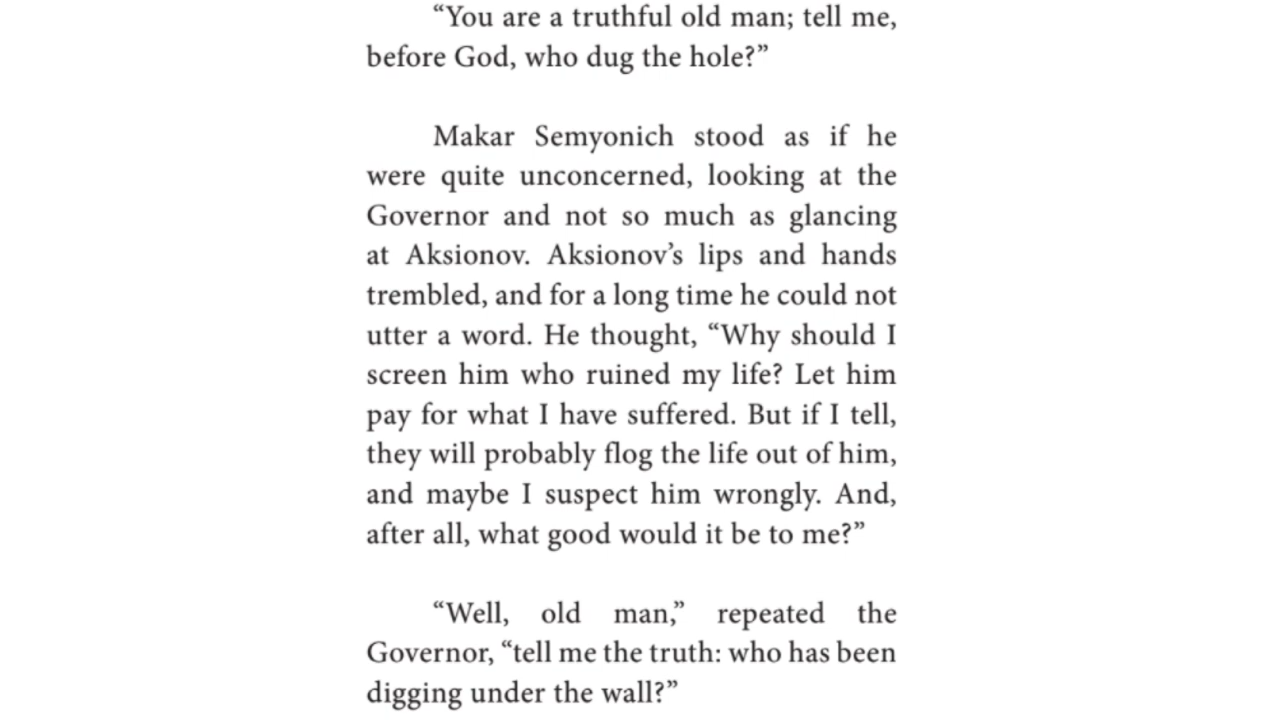 “You are a truthful old man; tell me,
before God, who dug the hole?”
Makar Semyonich stood as if he
were quite unconcerned, looking at the
Governor and not so much as glancing
at Aksionov. Aksionov’s lips and hands
trembled, and for a long time he could not
utter a word. He thought, “Why should I
screen him who ruined my life? Let him
pay for what I have suffered. But if I tell,
they will probably flog the life out of him,
and maybe I suspect him wrongly. And,
after all, what good would it be to me?”
“Well, old man,” repeated the
Governor, “tell me the truth: who has been
digging under the wall?”